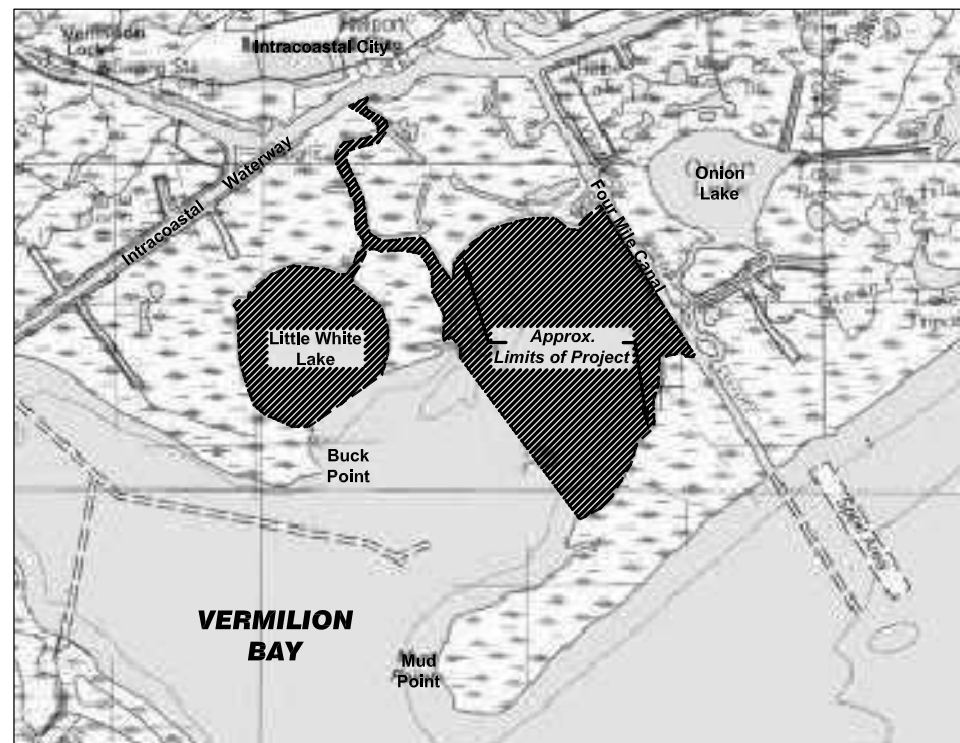 Intracoastal City
Intracoastal Waterway
Four Mile Canal
Onion
Lake
Little White
Lake
Approx.
Limits of Project
Buck
Point
VERMILION
BAY
Mud
Point